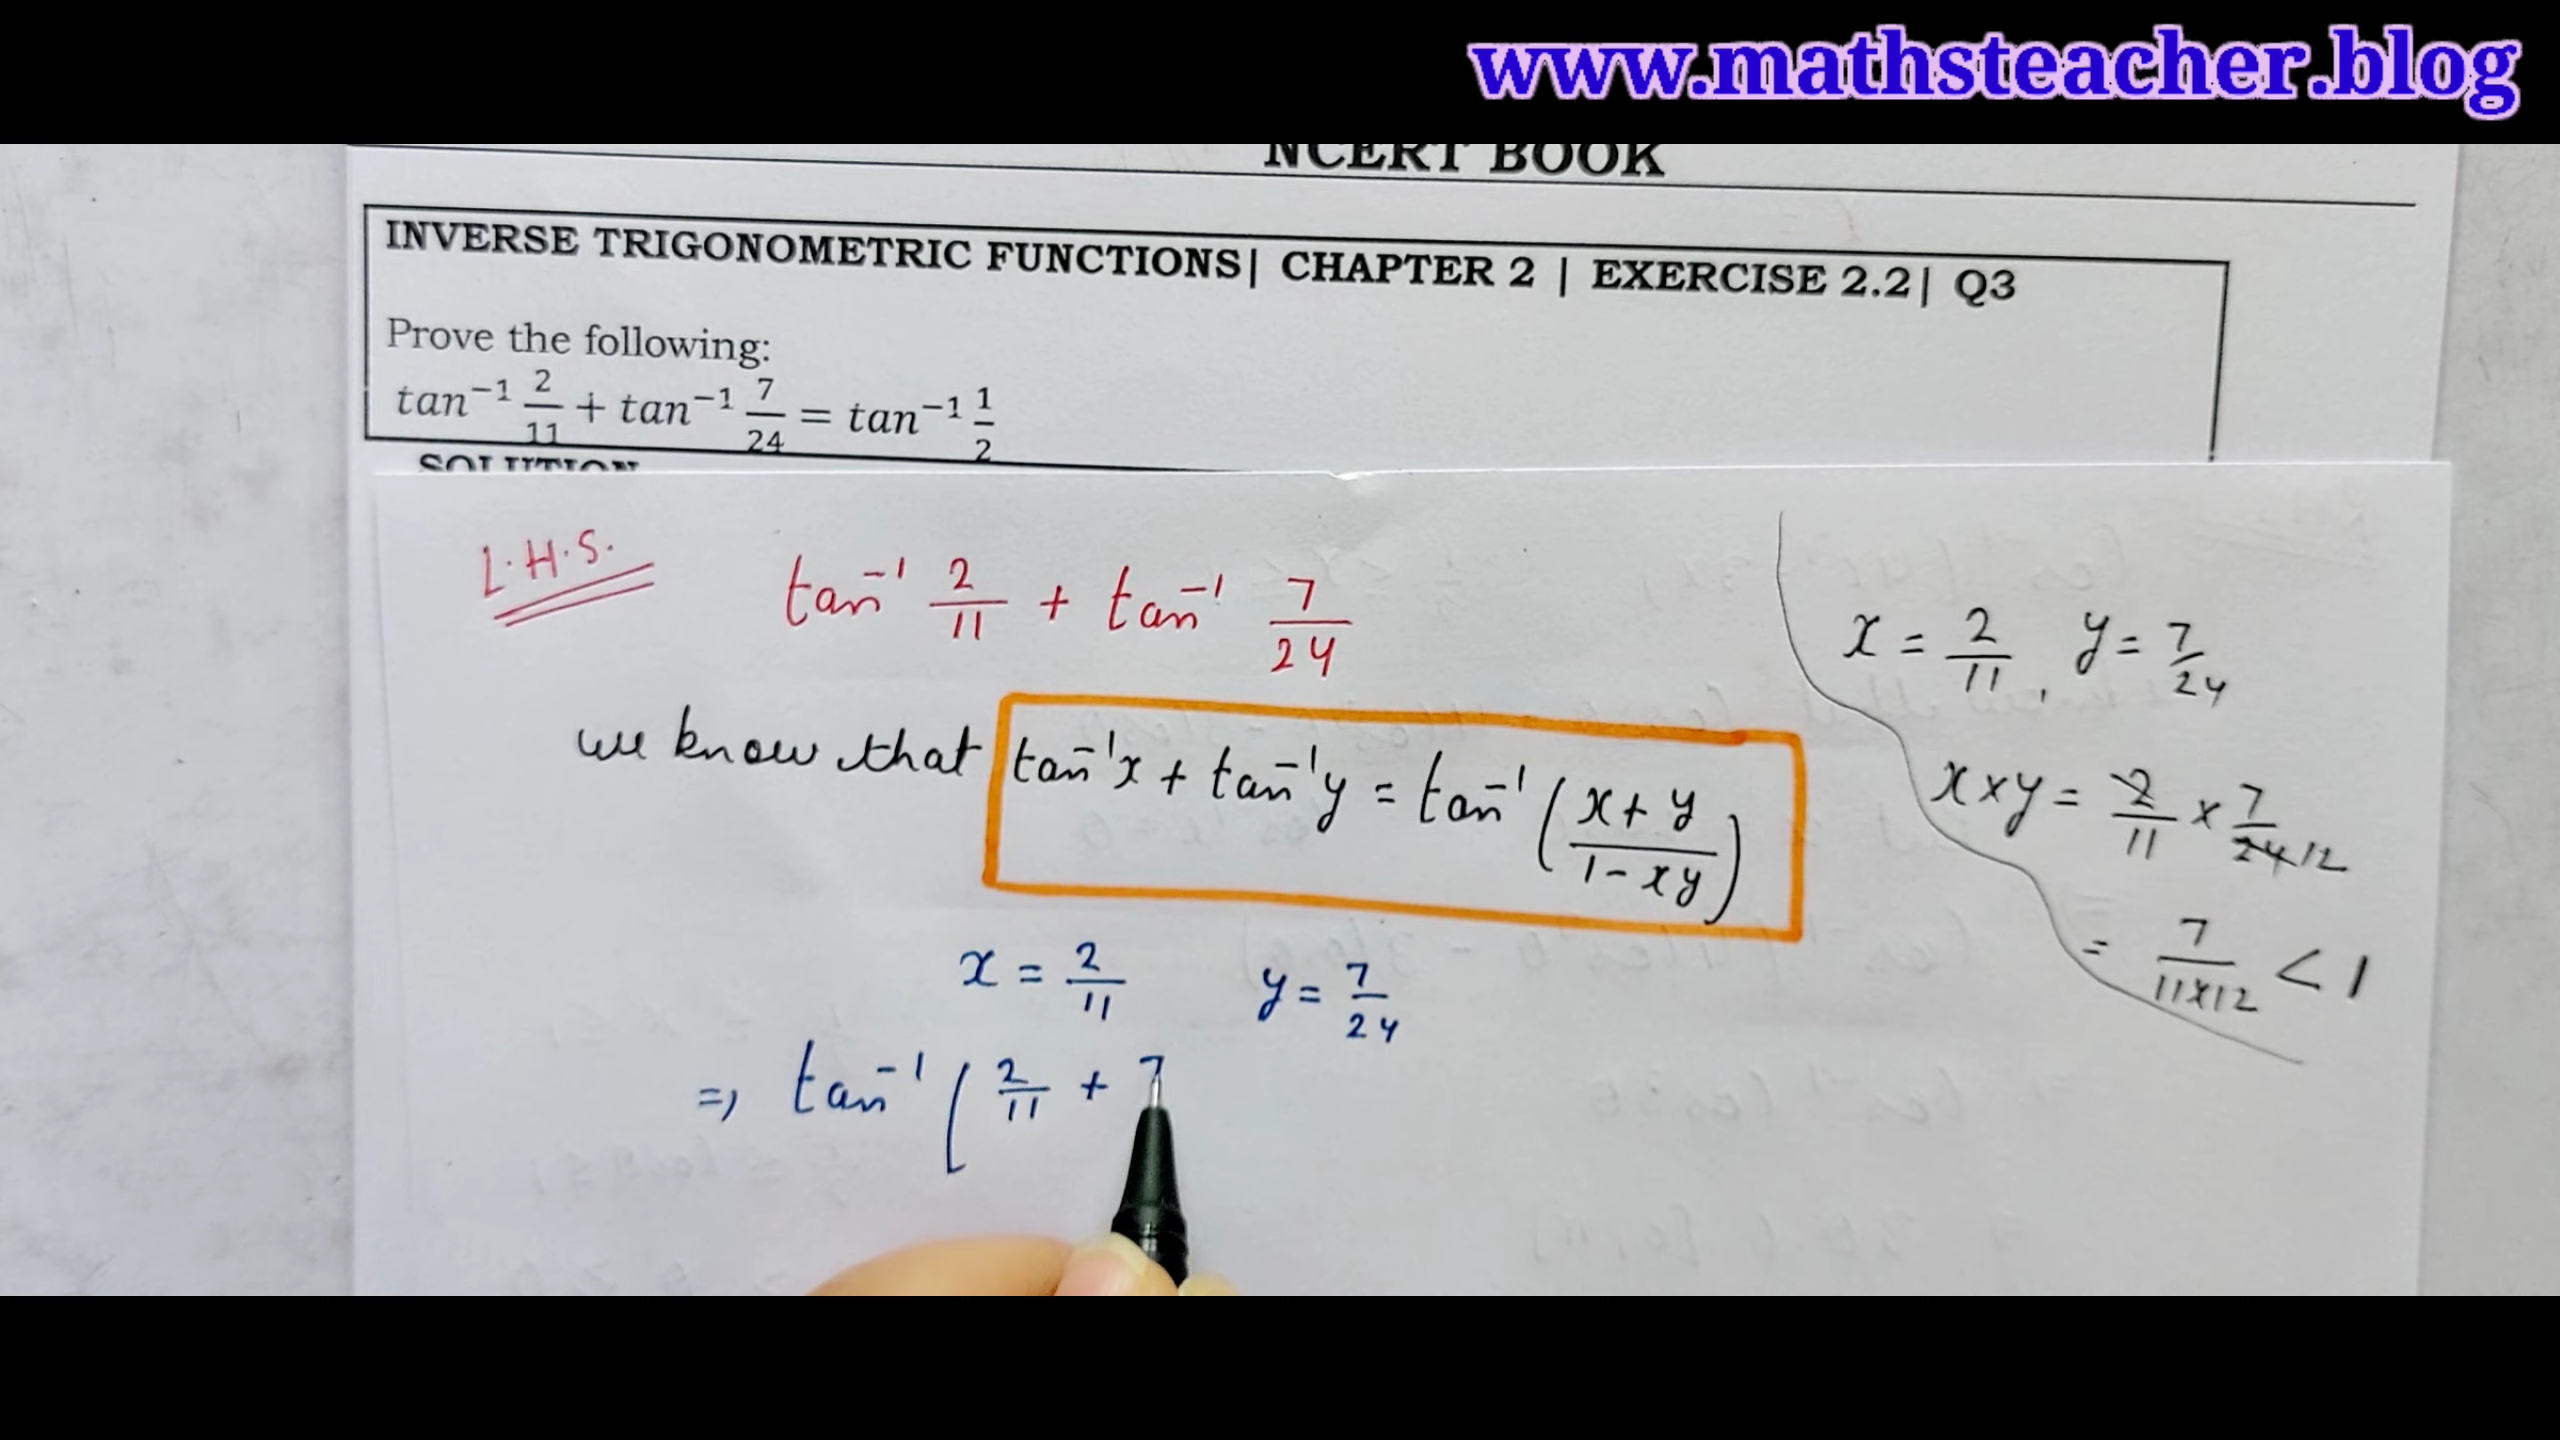 www.mathsteacher.blog
NCERT BOOK
INVERSE TRIGONOMETRIC FUNCTIONS| CHAPTER 2 | EXERCISE 2.2| Q3
Prove the following:
tan⁻¹ 2/11 + tan⁻¹ 7/24 = tan⁻¹ 1/2
SOLUTION
L.H.S. tan⁻¹ 2/11 + tan⁻¹ 7/24
we know that tan⁻¹x + tan⁻¹y = tan⁻¹ (x+y/1-xy)
x = 2/11 y = 7/24
=, tan⁻¹ ( 2/11 + 7
x = 2/11, y = 7/24
x×y = 2/11 × 7/24 12
= 7/11×12 < 1